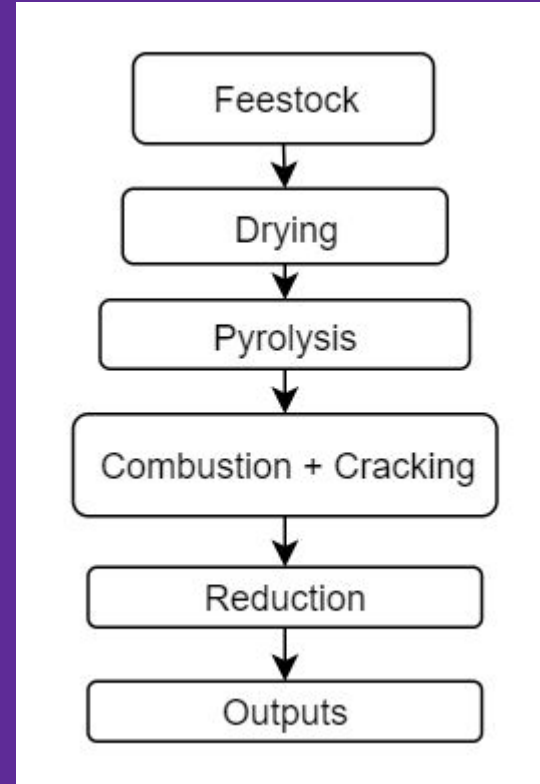 Feestock
Drying
Pyrolysis
Combustion + Cracking
Reduction
Outputs